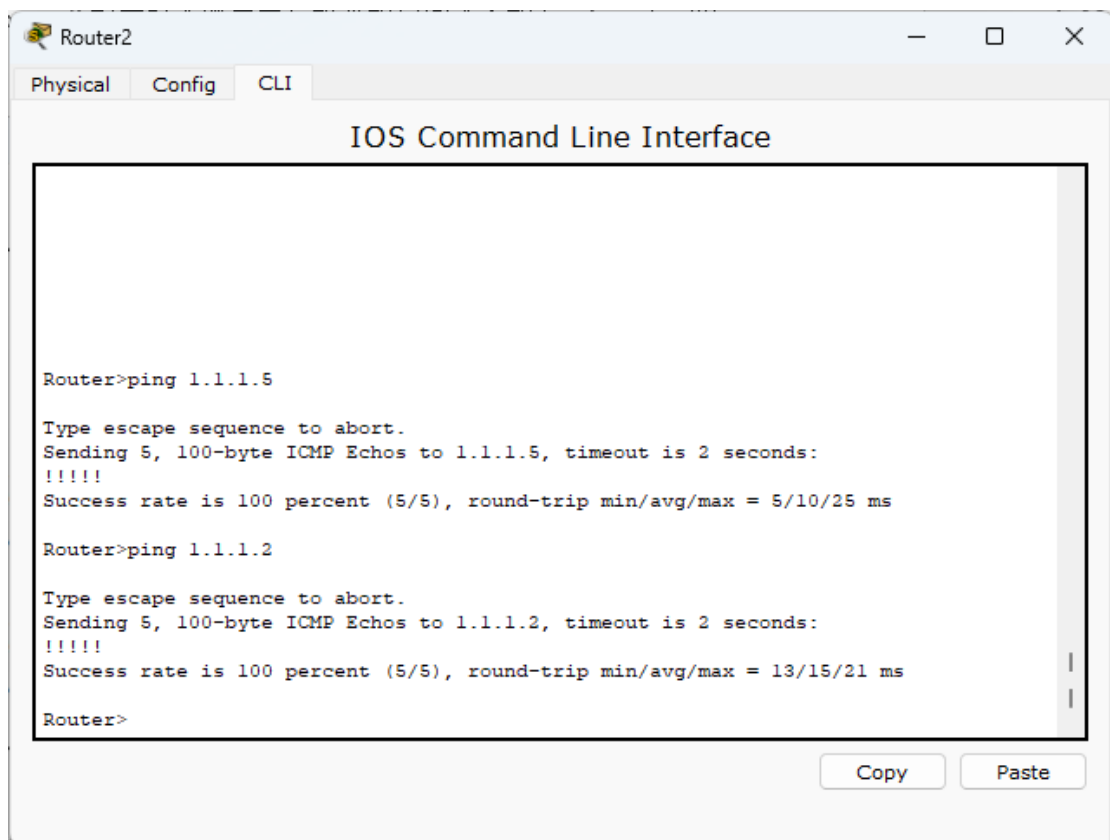 Router2
Physical Config CLI
IOS Command Line Interface
Router>ping 1.1.1.5
Type escape sequence to abort.
Sending 5, 100-byte ICMP Echos to 1.1.1.5, timeout is 2 seconds:
!!!!!
Success rate is 100 percent (5/5), round-trip min/avg/max = 5/10/25 ms
Router>ping 1.1.1.2
Type escape sequence to abort.
Sending 5, 100-byte ICMP Echos to 1.1.1.2, timeout is 2 seconds:
!!!!!
Success rate is 100 percent (5/5), round-trip min/avg/max = 13/15/21 ms
Router>
Copy Paste